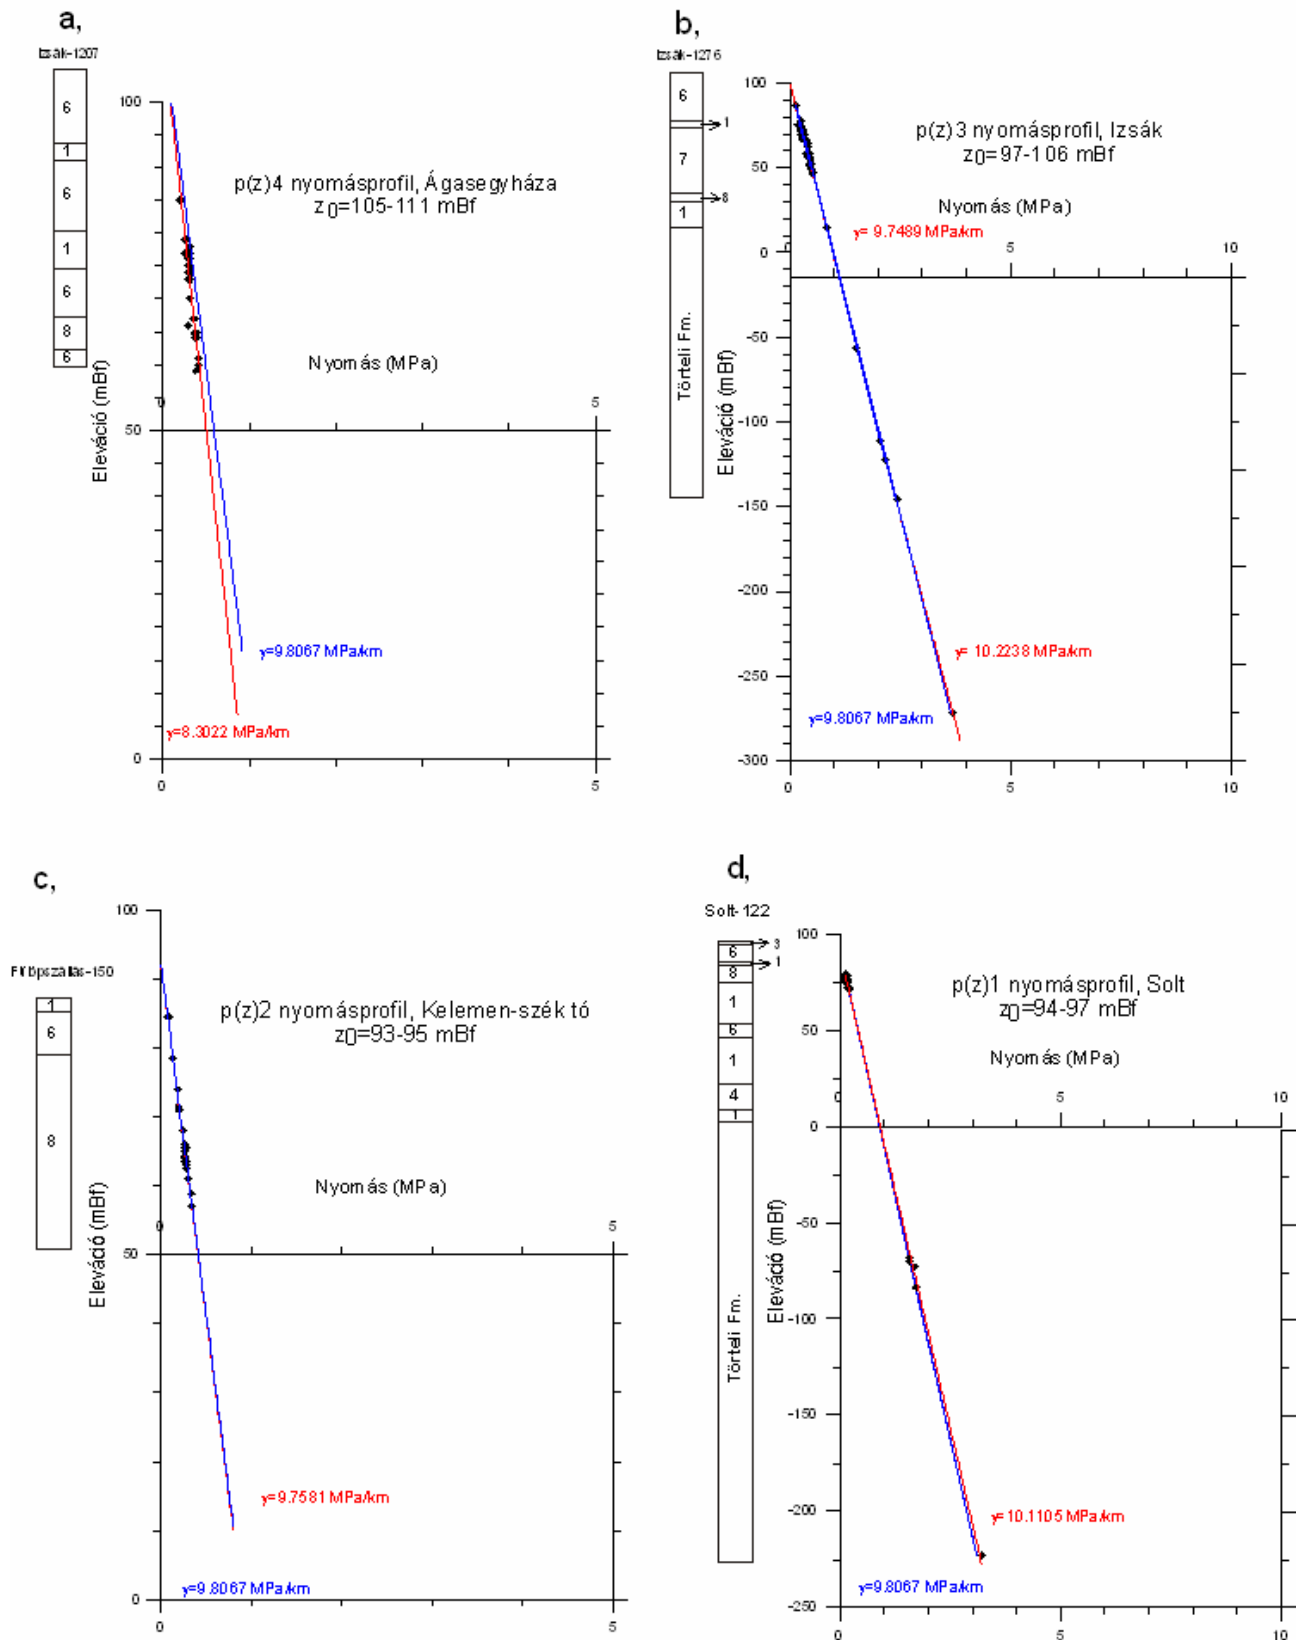 a,
Izsák-1207
6
1
6
1
6
8
6
Elevació (mBf)
100
50
0
p(z)4 nyomásprofil, Ágasegyháza
z0=105-111 mBf
Nyomás (MPa)
0
5
γ=9.8067 MPa/km
γ=8.3022 MPa/km
0
5
b,
Izsák-1276
6
1
7
8
1
Törteli Fm.
Elevació (mBf)
100
50
0
-50
-100
-150
-200
-250
-300
p(z)3 nyomásprofil, Izsák
z0=97-106 mBf
Nyomás (MPa)
γ= 9.7489 MPa/km
0
5
10
γ= 10.2238 MPa/km
γ=9.8067 MPa/km
0
5
10
c,
Fülöpszállás-150
1
6
8
Elevació (mBf)
100
50
0
p(z)2 nyomásprofil, Kelemen-szék tó
z0=93-95 mBf
Nyomás (MPa)
0
5
γ=9.7581 MPa/km
γ=9.8067 MPa/km
0
5
d,
Solt-122
3
6
1
8
1
6
1
4
1
Törteli Fm.
Elevació (mBf)
100
50
0
-50
-100
-150
-200
-250
p(z)1 nyomásprofil, Solt
z0=94-97 mBf
Nyomás (MPa)
0
5
10
γ=10.1105 MPa/km
γ=9.8067 MPa/km
0
5
10